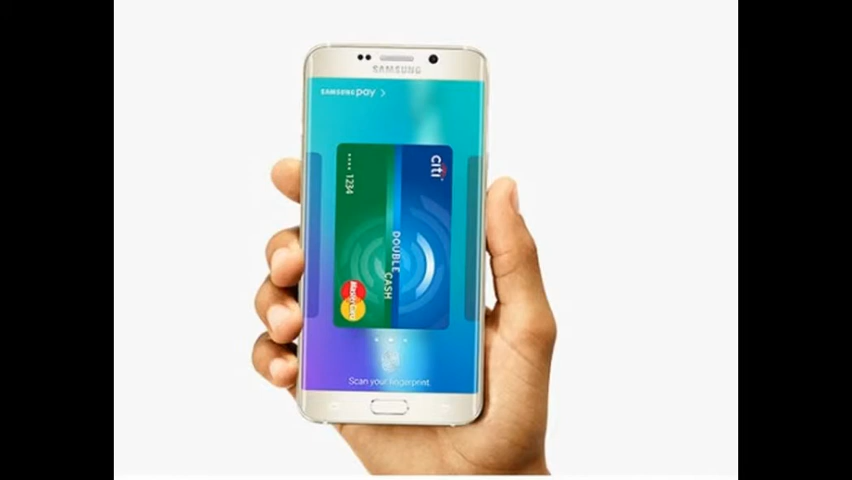 SAMSUNG
SAMSUNG pay
citi
•••• 1234
DOUBLE
CASH
MasterCard
Scan your fingerprint